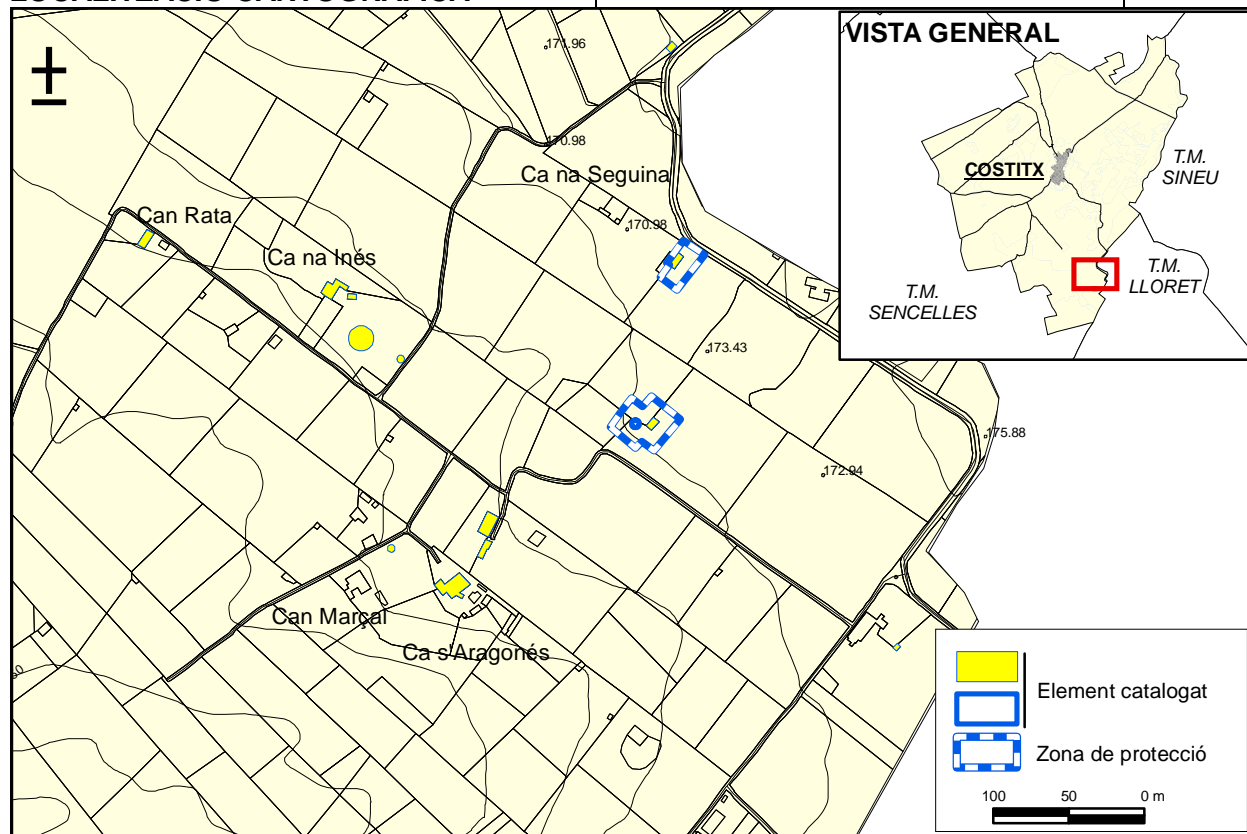 VISTA GENERAL
171.96
170.98
Ca na Seguina
COSTITX
T.M.
SINEU
Can Rata
170.98
Ca na Inés
T.M.
LLORET
T.M.
SENCELLES
173.43
175.88
172.94
Can Marçal
Ca s'Aragonés
Element catalogat
Zona de protecció
100 50 0 m